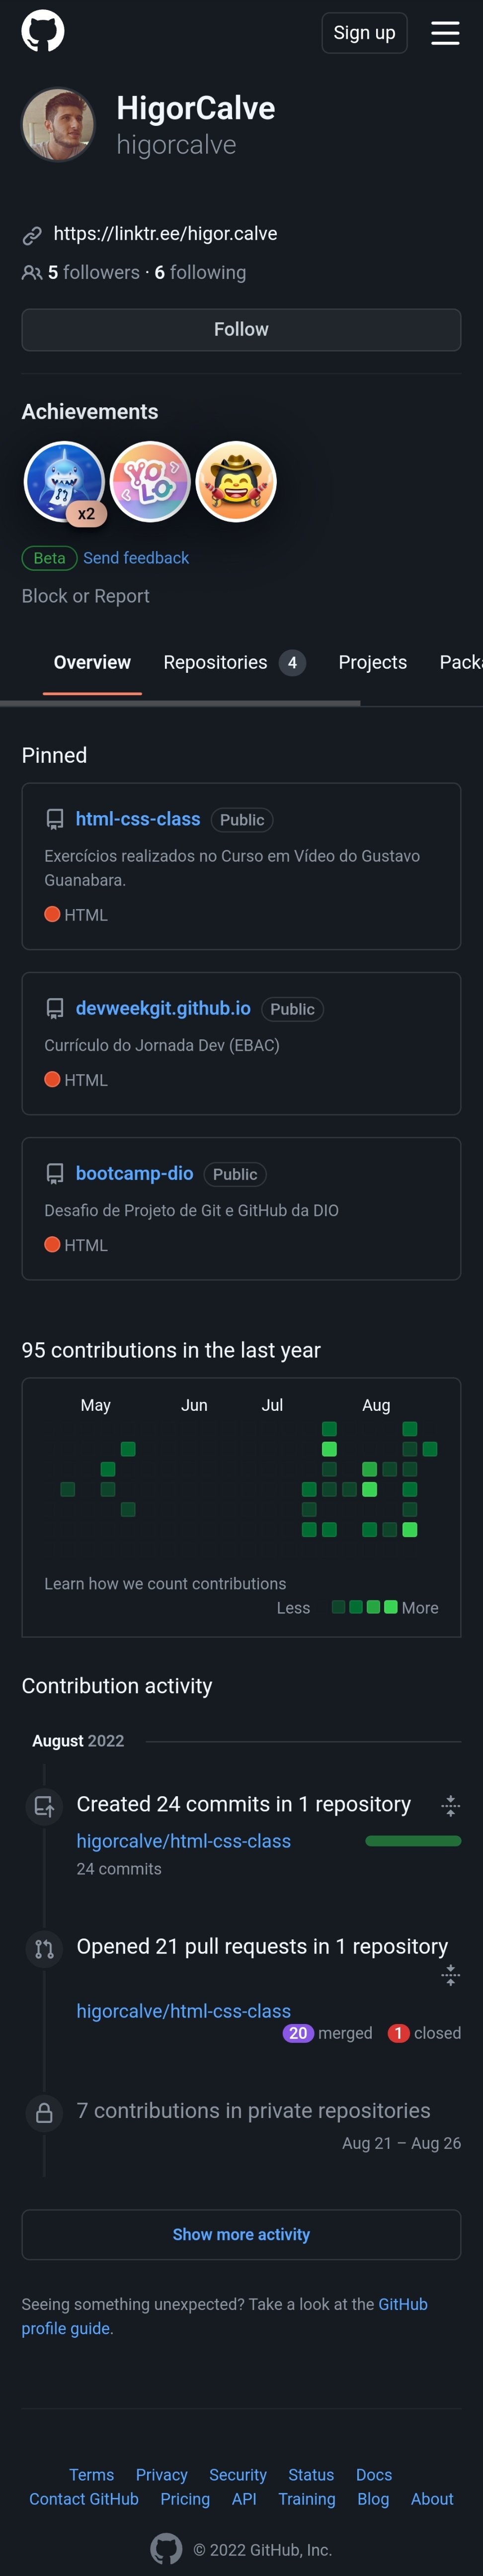 Sign up
HigorCalve
higorcalve
https://linktr.ee/higor.calve
5 followers · 6 following
Follow
Achievements
YOLO
x2
Beta Send feedback
Block or Report
Overview Repositories 4 Projects Packa
Pinned
html-css-class Public
Exercícios realizados no Curso em Vídeo do Gustavo
Guanabara.
HTML
devweekgit.github.io Public
Currículo do Jornada Dev (EBAC)
HTML
bootcamp-dio Public
Desafio de Projeto de Git e GitHub da DIO
HTML
95 contributions in the last year
May Jun Jul Aug
Learn how we count contributions
Less More
Contribution activity
August 2022
Created 24 commits in 1 repository
higorcalve/html-css-class
24 commits
Opened 21 pull requests in 1 repository
higorcalve/html-css-class
20 merged 1 closed
7 contributions in private repositories
Aug 21 – Aug 26
Show more activity
Seeing something unexpected? Take a look at the GitHub
profile guide.
Terms Privacy Security Status Docs
Contact GitHub Pricing API Training Blog About
© 2022 GitHub, Inc.